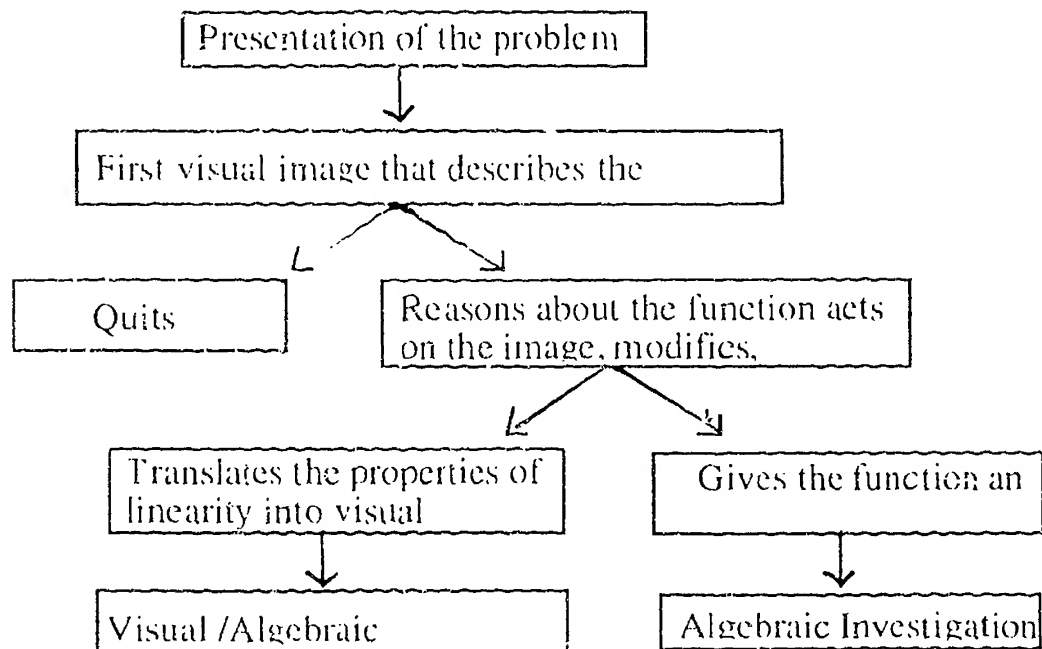 Presentation of the problem
First visual image that describes the
Quits
Reasons about the function acts
on the image, modifies,
Translates the properties of
linearity into visual
Gives the function an
Visual /Algebraic
Algebraic Investigation